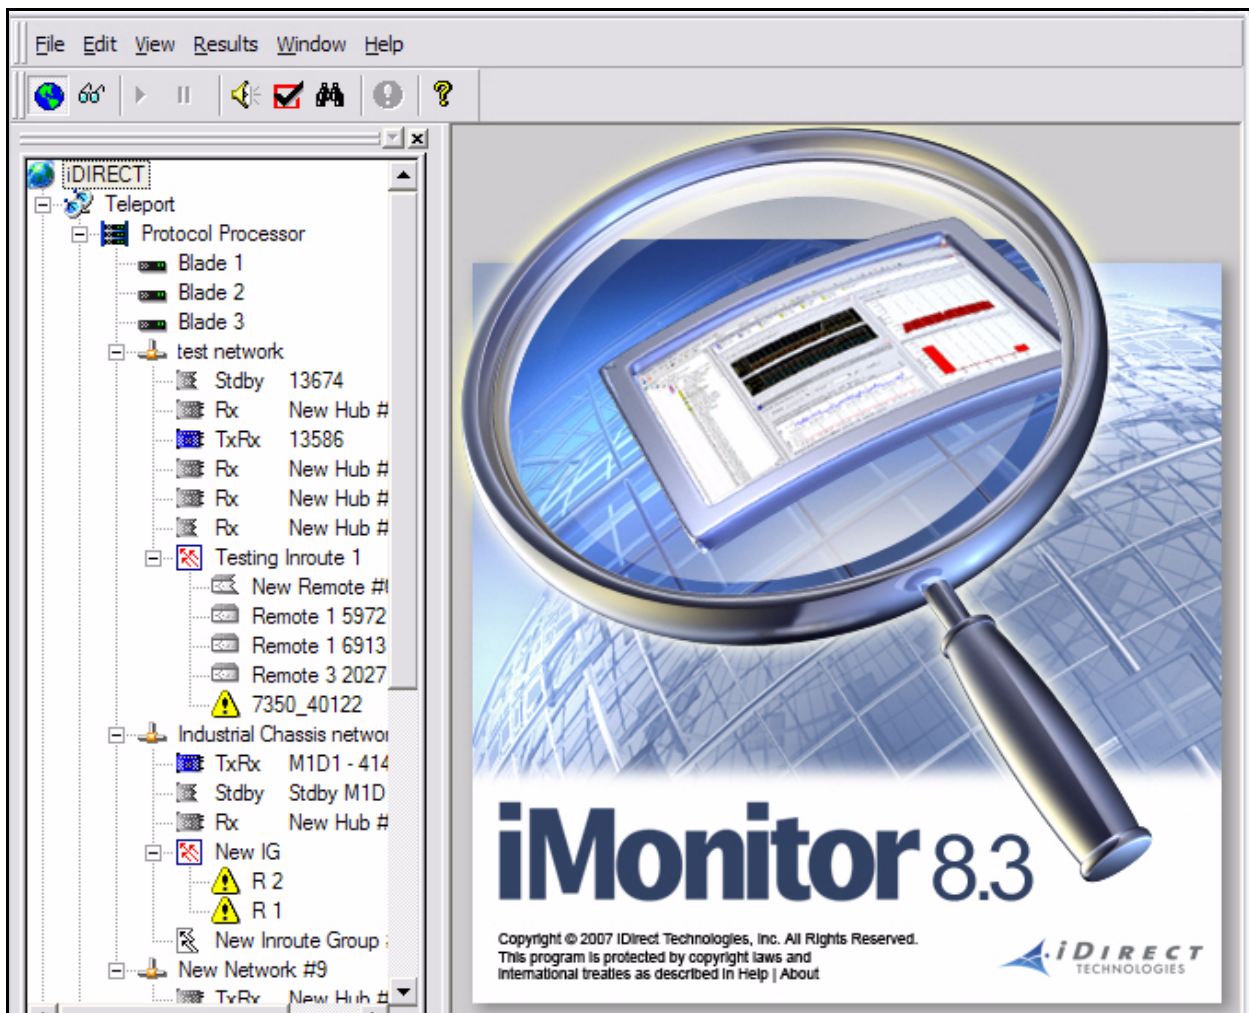 File Edit View Results Window Help
iDIRECT
Teleport
Protocol Processor
Blade 1
Blade 2
Blade 3
test network
Stdby 13674
Rx New Hub #
TxRx 13586
Rx New Hub #
Rx New Hub #
Rx New Hub #
Testing Inroute 1
New Remote #
Remote 1 5972
Remote 1 6913
Remote 3 2027
7350_40122
Industrial Chassis networ
TxRx M1D1 - 414
Stdby Stdby M1D
Rx New Hub #
New IG
R 2
R 1
New Inroute Group
New Network #9
TxRx New Hub #
iMonitor 8.3
Copyright © 2007 iDirect Technologies, Inc. All Rights Reserved.
This program is protected by copyright laws and
international treaties as described in Help | About
iDIRECT
TECHNOLOGIES